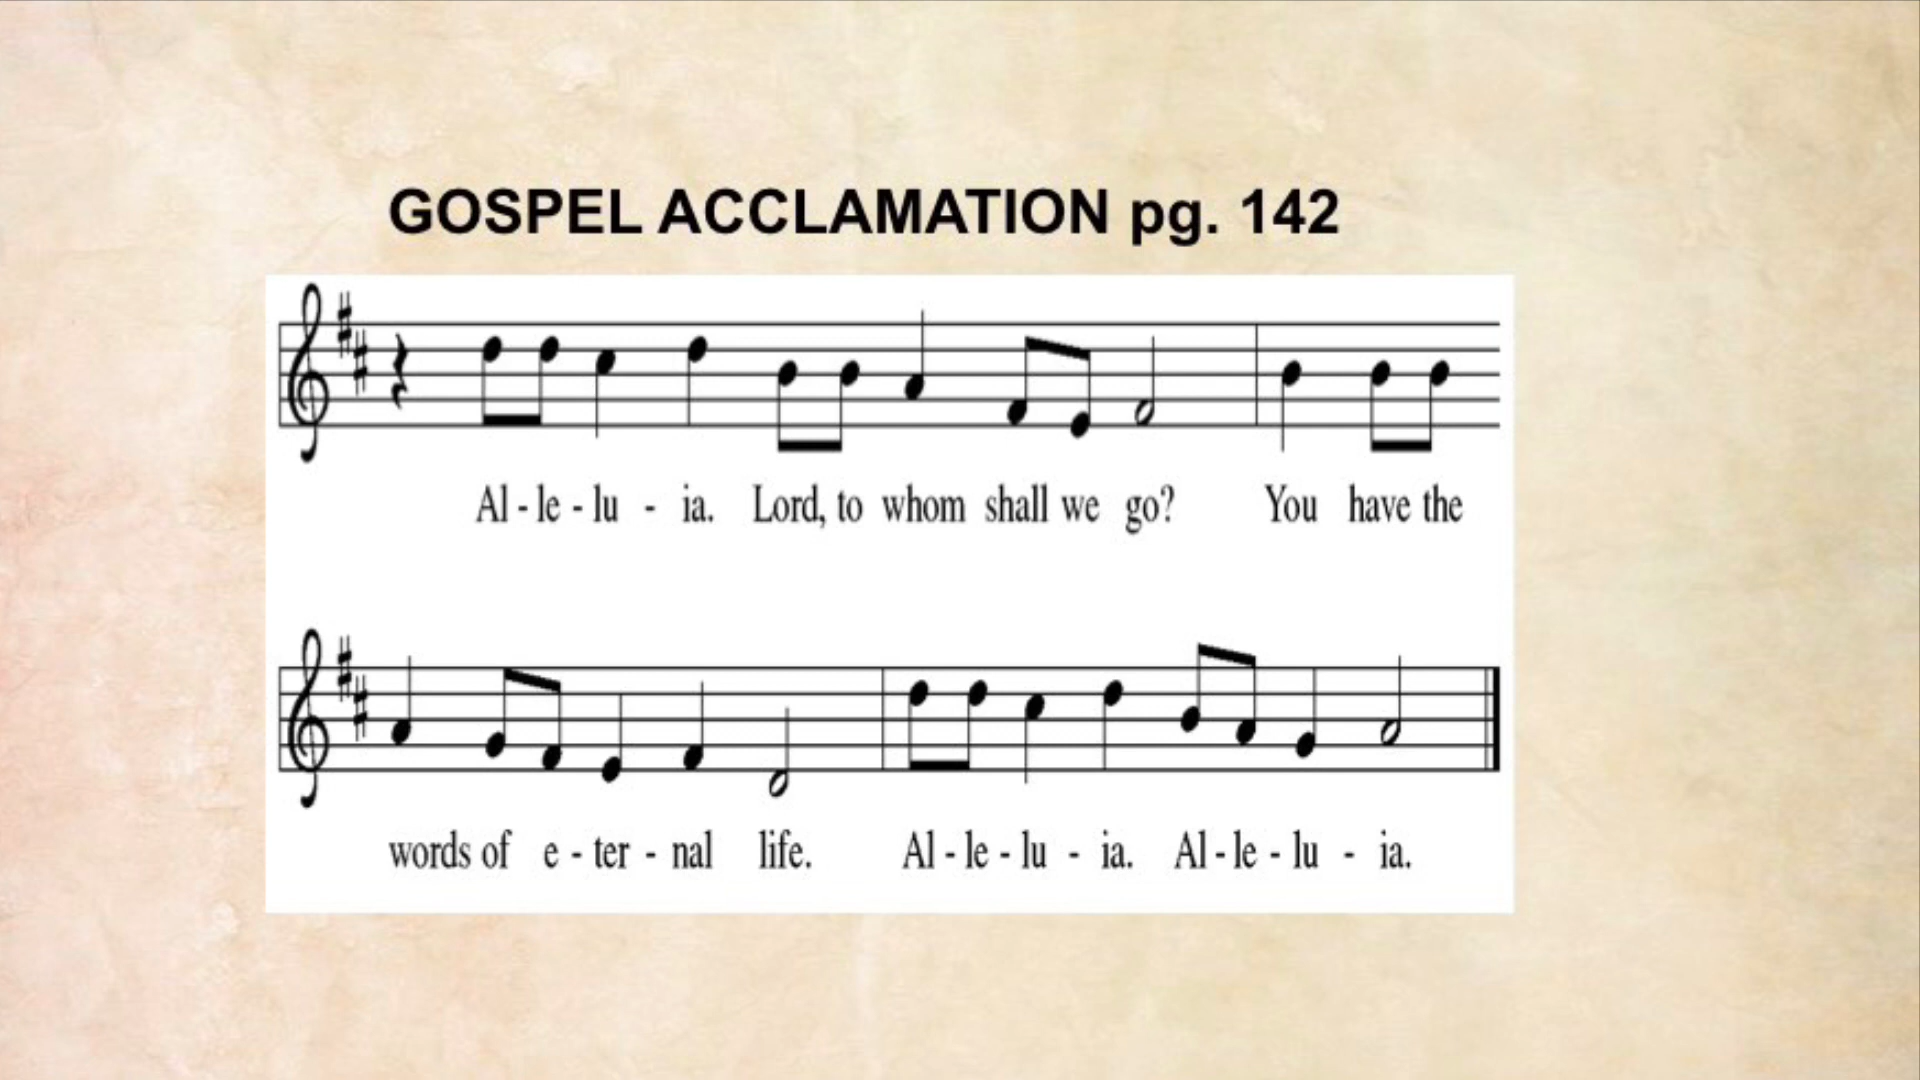 GOSPEL ACCLAMATION pg. 142
Al - le - lu - ia. Lord, to whom shall we go? You have the
words of e - ter - nal life. Al - le - lu - ia. Al - le - lu - ia.